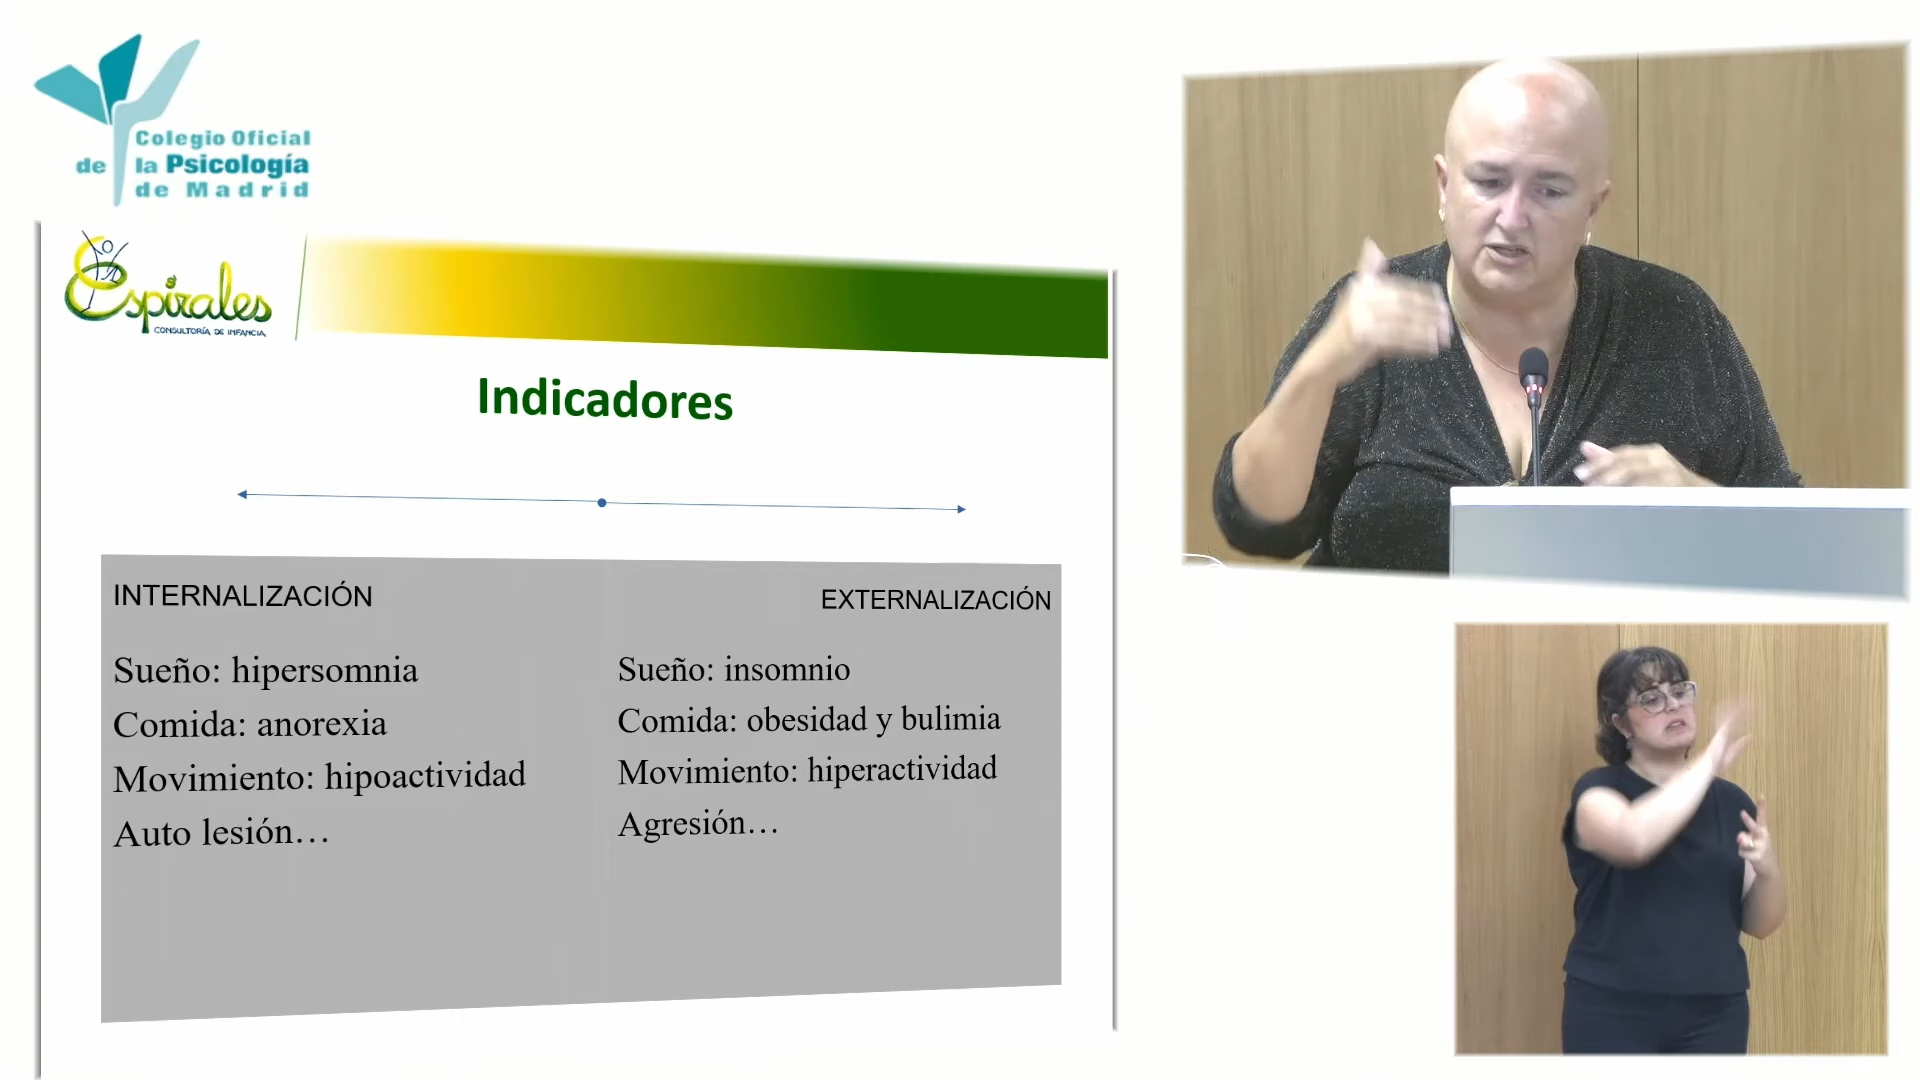 Colegio Oficial
de la Psicología
de Madrid
Espirales
CONSULTORÍA DE INFANCIA
Indicadores
INTERNALIZACIÓN
Sueño: hipersomnia
Comida: anorexia
Movimiento: hipoactividad
Auto lesión…
EXTERNALIZACIÓN
Sueño: insomnio
Comida: obesidad y bulimia
Movimiento: hiperactividad
Agresión…